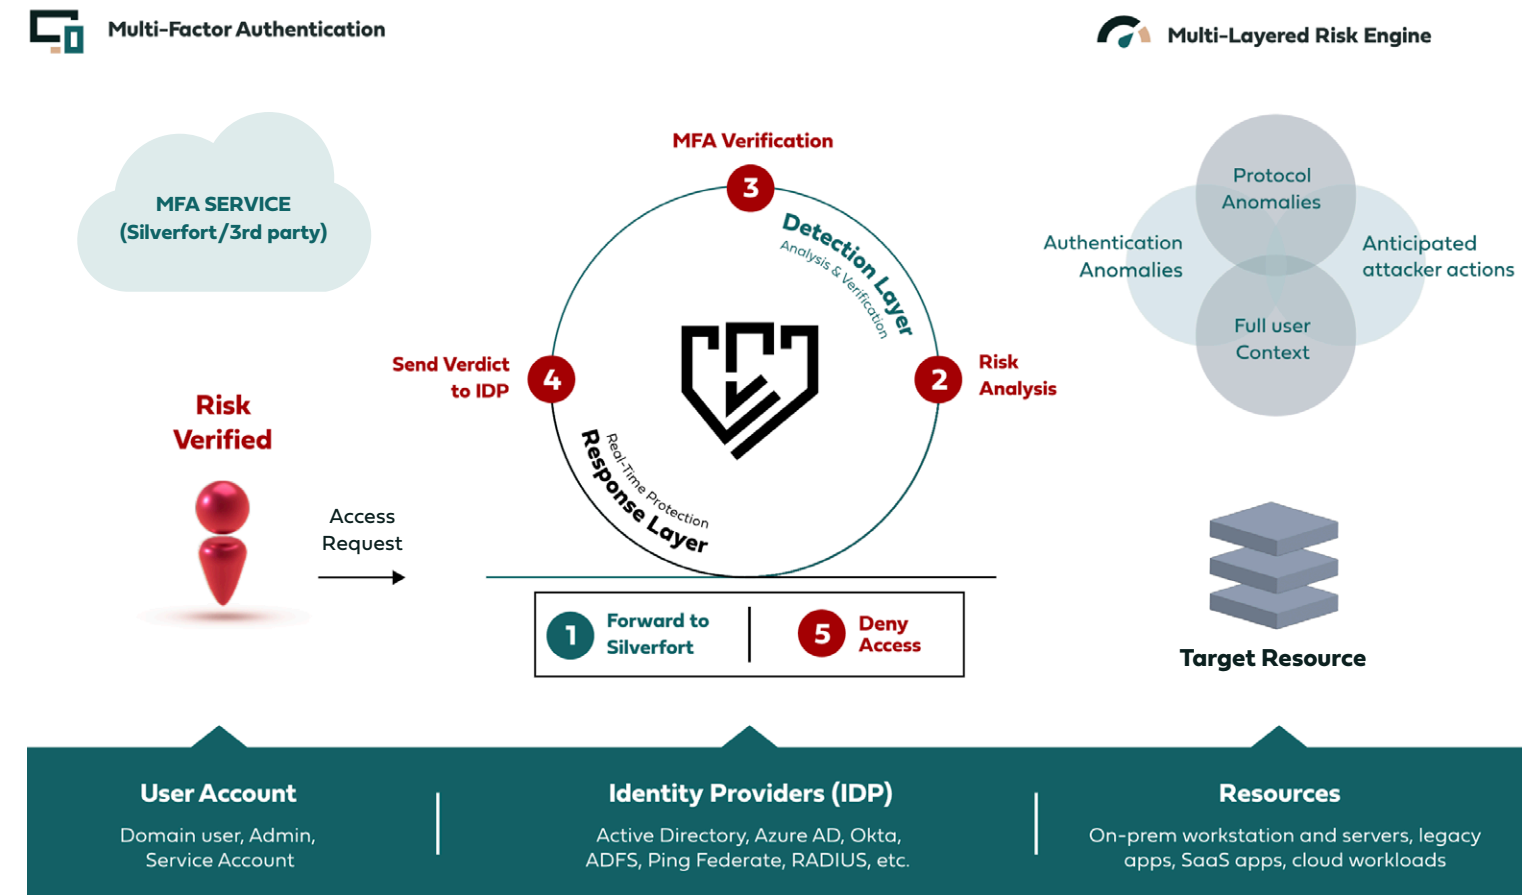 Multi-Factor Authentication
Multi-Layered Risk Engine
MFA SERVICE
(Silverfort/3rd party)
MFA Verification
3
Detection Layer
Analysis & Verification
Protocol
Anomalies
Authentication
Anomalies
Anticipated
attacker actions
Full user
Context
Send Verdict
to IDP
4
2
Risk
Analysis
Risk
Verified
Real-Time Protection
Response Layer
Access
Request
1
Forward to
Silverfort
5
Deny
Access
Target Resource
User Account
Domain user, Admin,
Service Account
Identity Providers (IDP)
Active Directory, Azure AD, Okta,
ADFS, Ping Federate, RADIUS, etc.
Resources
On-prem workstation and servers, legacy
apps, SaaS apps, cloud workloads